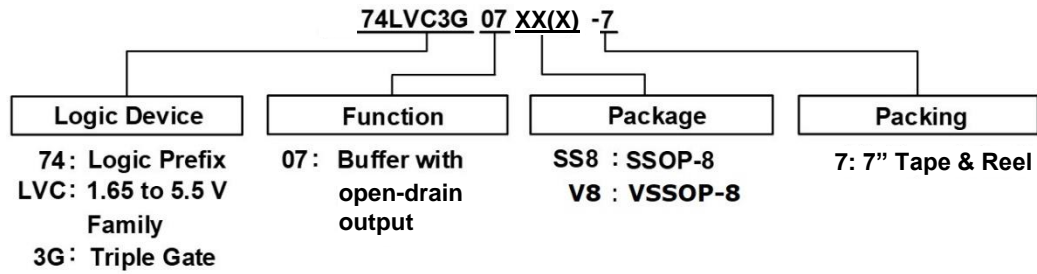 74LVC3G 07 XX(X) -7
Logic Device
Function
Package
Packing
74: Logic Prefix
LVC: 1.65 to 5.5 V
Family
3G: Triple Gate
07: Buffer with
open-drain
output
SS8 : SSOP-8
V8 : VSSOP-8
7: 7” Tape & Reel